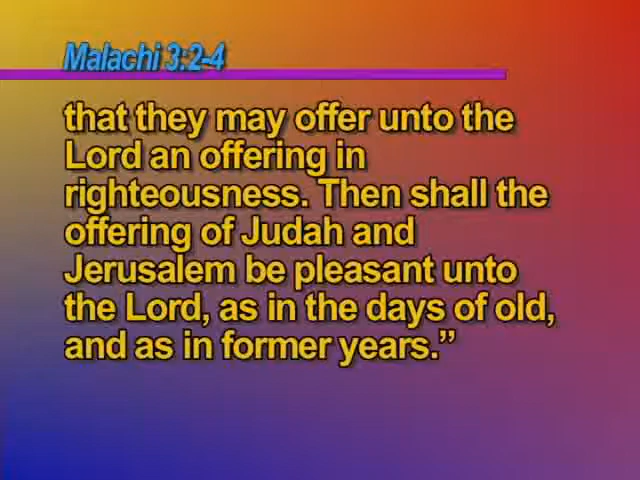 Malachi 3:2-4
that they may offer unto the
Lord an offering in
righteousness. Then shall the
offering of Judah and
Jerusalem be pleasant unto
the Lord, as in the days of old,
and as in former years.”